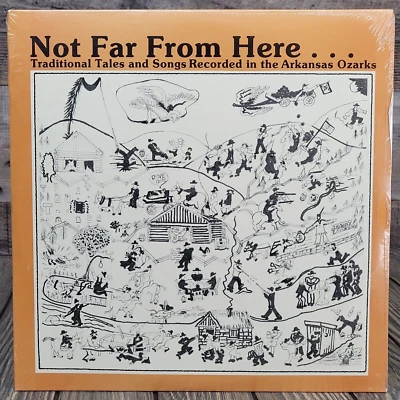 Not Far From Here . . .
Traditional Tales and Songs Recorded in the Arkansas Ozarks